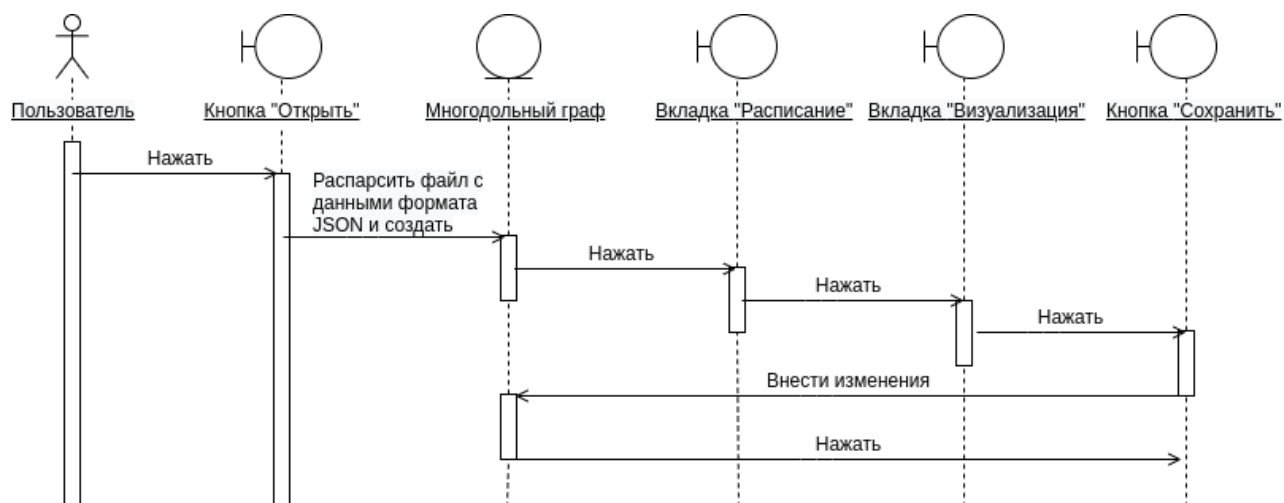 Пользователь
Кнопка "Открыть"
Многодольный граф
Вкладка "Расписание"
Вкладка "Визуализация"
Кнопка "Сохранить"
Нажать
Распарсить файл с
данными формата
JSON и создать
Нажать
Нажать
Нажать
Внести изменения
Нажать